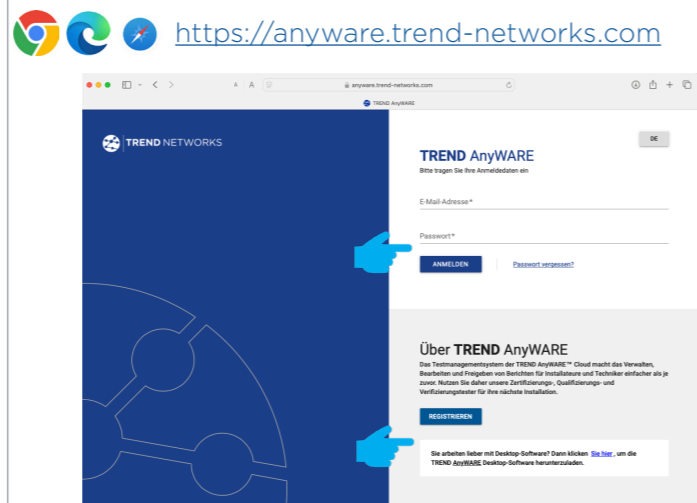 https://anyware.trend-networks.com
anyware.trend-networks.com
TREND AnyWARE
TREND NETWORKS
DE
TREND AnyWARE
Bitte tragen Sie Ihre Anmeldedaten ein
E-Mail-Adresse*
Passwort*
ANMELDEN
Passwort vergessen?
Über TREND AnyWARE
Das Testmanagementsystem der TREND AnyWARE™ Cloud macht das Verwalten,
Bearbeiten und Freigeben von Berichten für Installateure und Techniker einfacher als je
zuvor. Nutzen Sie daher unsere Zertifizierungs-, Qualifizierungs- und
Verifizierungstester für ihre nächste Installation.
REGISTRIEREN
Sie arbeiten lieber mit Desktop-Software? Dann klicken Sie hier , um die
TREND AnyWARE Desktop-Software herunterzuladen.